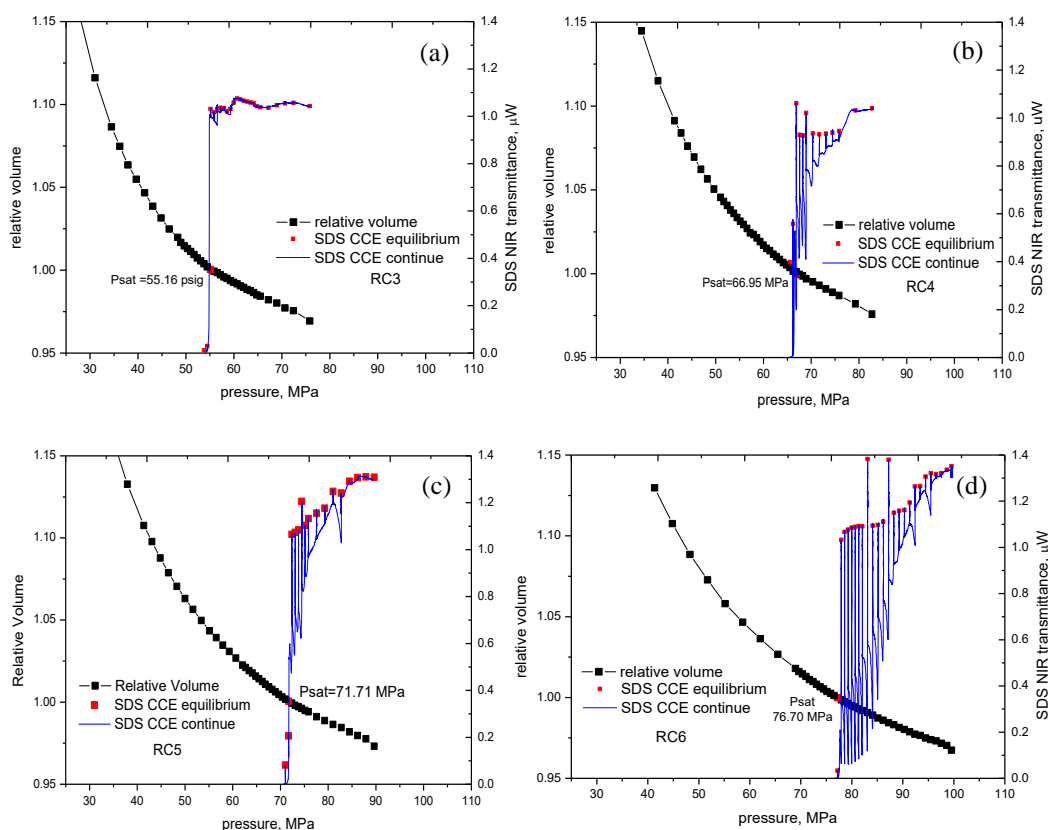 (a)
1.15
1.10
1.05
1.00
0.95
relative volume
30 40 50 60 70 80 90 100 110
pressure, MPa
1.4
1.2
1.0
0.8
0.6
0.4
0.2
0.0
SDS NIR transmittance, μW
relative volume
SDS CCE equilibrium
SDS CCE continue
RC3
Psat =55.16 psig
(b)
1.15
1.10
1.05
1.00
0.95
relative volume
30 40 50 60 70 80 90 100 110
pressure, MPa
1.4
1.2
1.0
0.8
0.6
0.4
0.2
0.0
SDS NIR transmittance, uW
relative volume
SDS CCE equilibrium
SDS CCE continue
RC4
Psat=66.95 MPa
(c)
1.15
1.10
1.05
1.00
0.95
Relative Volume
30 40 50 60 70 80 90 100 110
pressure, MPa
1.4
1.2
1.0
0.8
0.6
0.4
0.2
0.0
Relative Volume
SDS CCE equilibrium
SDS CCE continue
RC5
Psat=71.71 MPa
(d)
1.15
1.10
1.05
1.00
0.95
relative volume
30 40 50 60 70 80 90 100 110
pressure, MPa
1.4
1.2
1.0
0.8
0.6
0.4
0.2
0.0
SDS NIR transmittance, μW
relative volume
SDS CCE equilibrium
SDS CCE continue
RC6
Psat
76.70 MPa